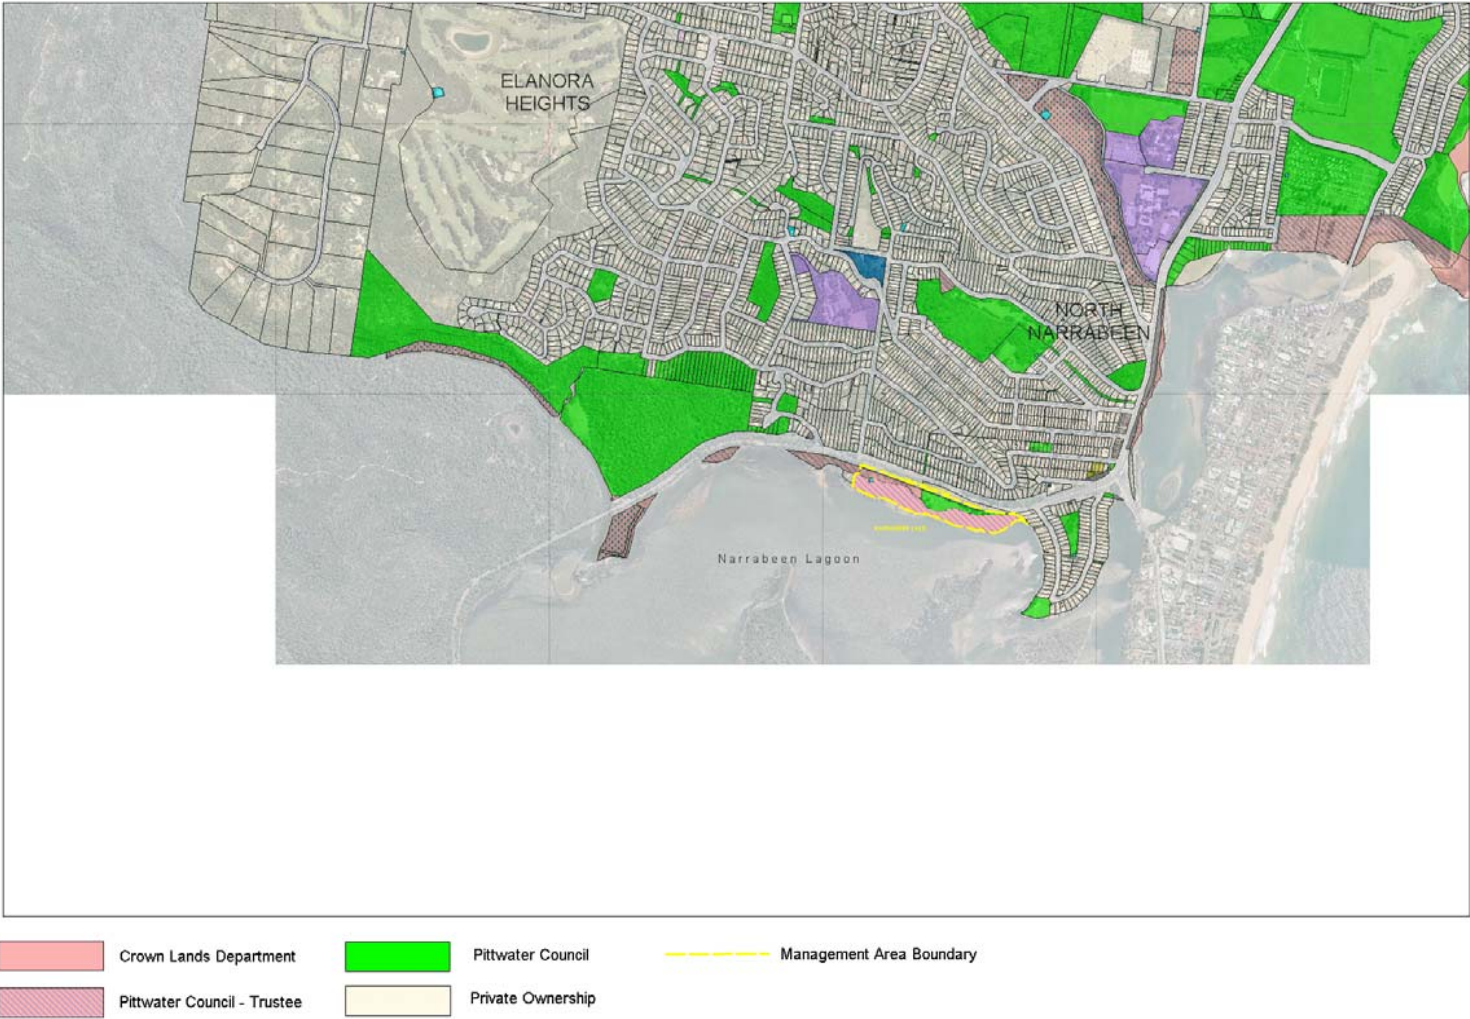 ELANORA
HEIGHTS
NORTH
NARRABEEN
Narrabeen Lagoon
Crown Lands Department
Pittwater Council
Management Area Boundary
Pittwater Council - Trustee
Private Ownership